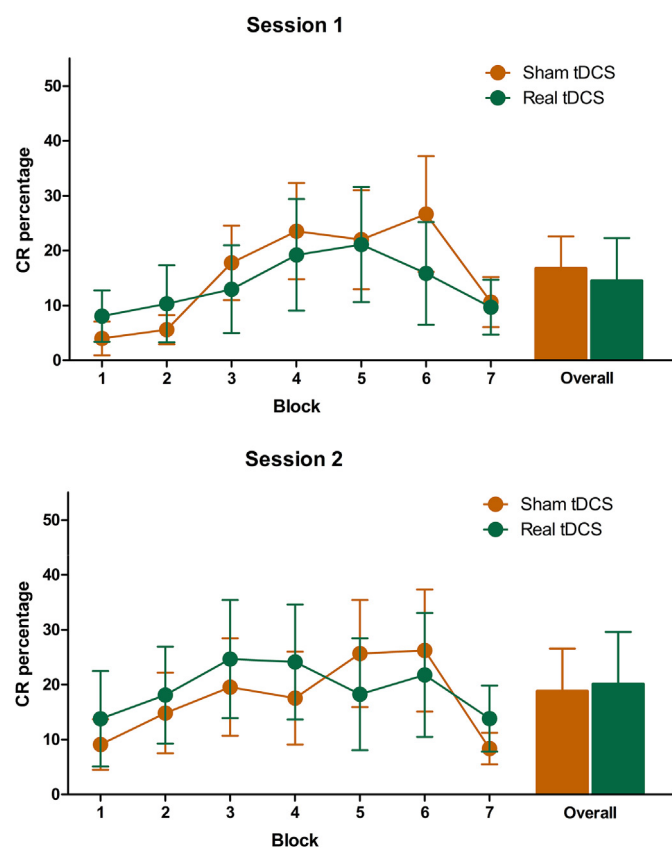 Session 1
50
40
30
20
10
0
CR percentage
Sham tDCS
Real tDCS
1 2 3 4 5 6 7 Overall
Block
Session 2
50
40
30
20
10
0
CR percentage
Sham tDCS
Real tDCS
1 2 3 4 5 6 7 Overall
Block